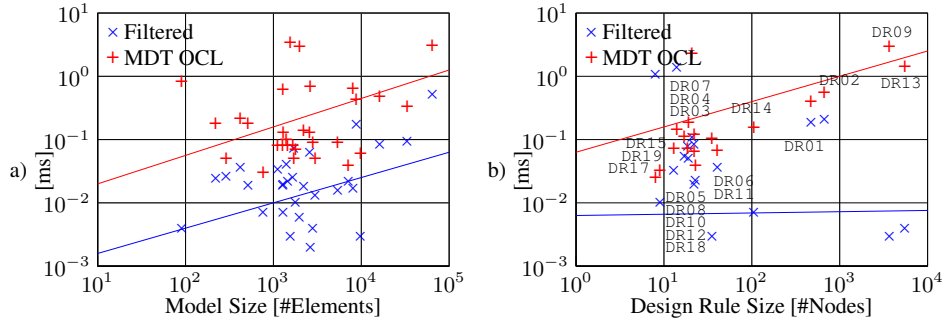 a)
[ms]
10^1
10^0
10^-1
10^-2
10^-3
Filtered
MDT OCL
10^1 10^2 10^3 10^4 10^5
Model Size [#Elements]
b)
[ms]
10^1
10^0
10^-1
10^-2
10^-3
Filtered
MDT OCL
DR09
DR13
DR02
DR01
DR07
DR04
DR03
DR14
DR15
DR19
DR17
DR06
DR11
DR05
DR08
DR10
DR12
DR18
10^0 10^1 10^2 10^3 10^4
Design Rule Size [#Nodes]